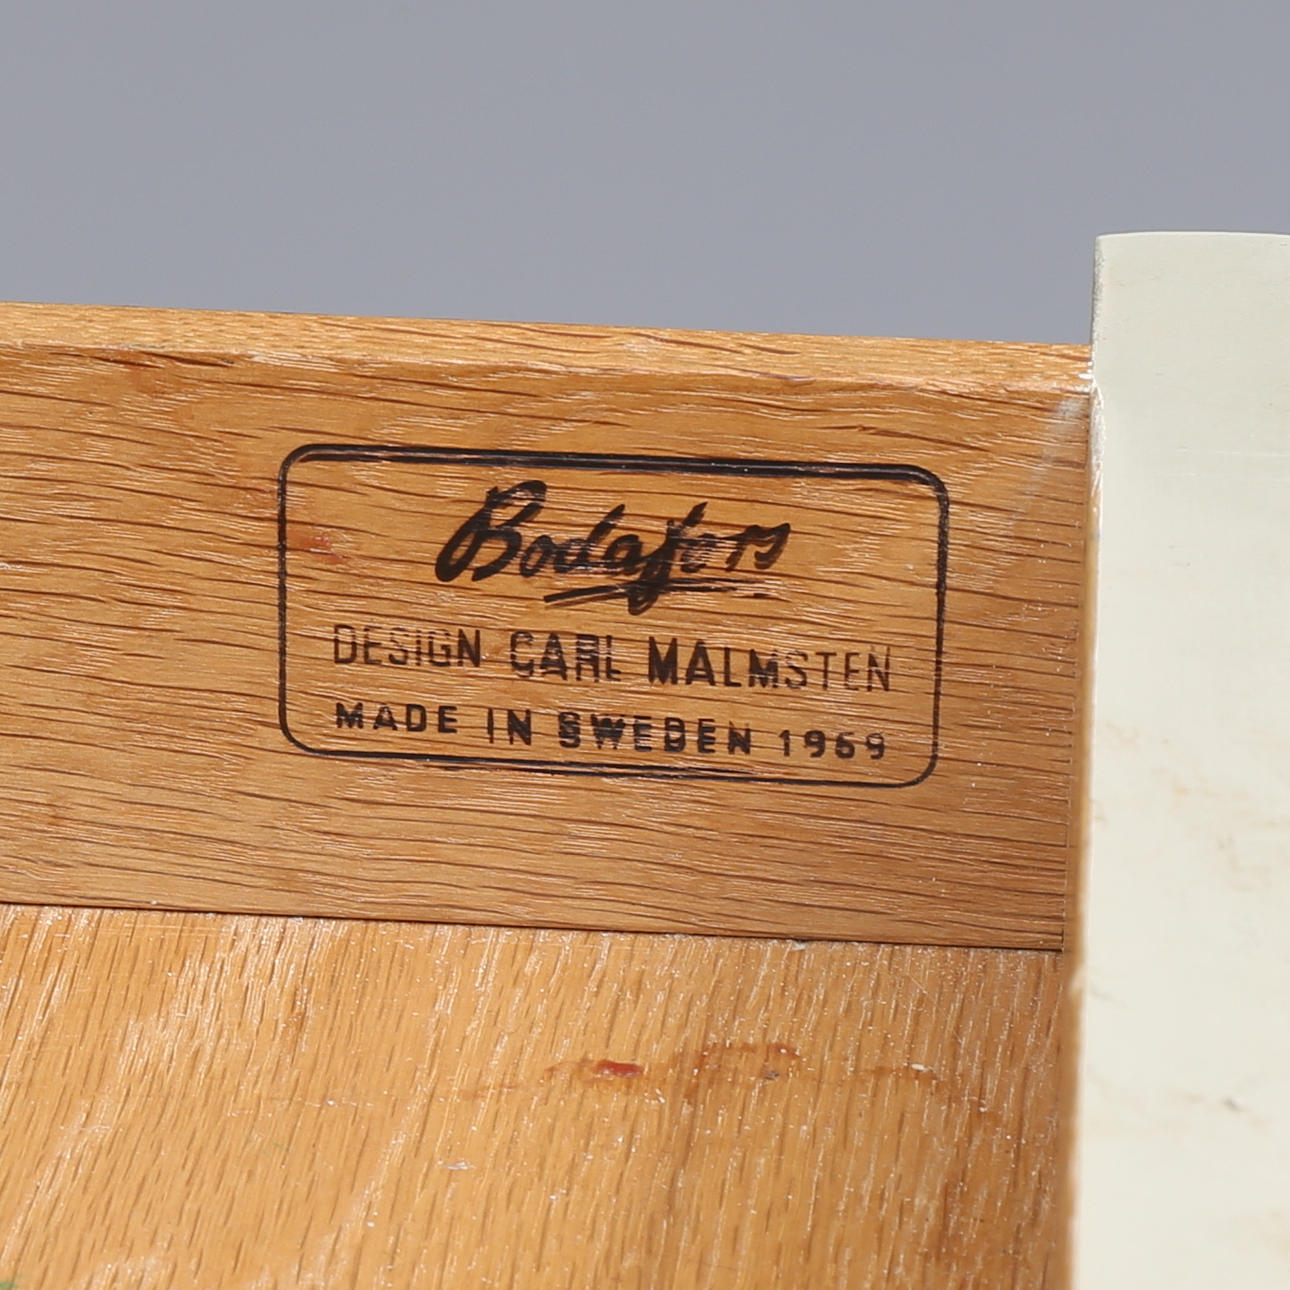 Bodafors
DESIGN CARL MALMSTEN
MADE IN SWEDEN 1969